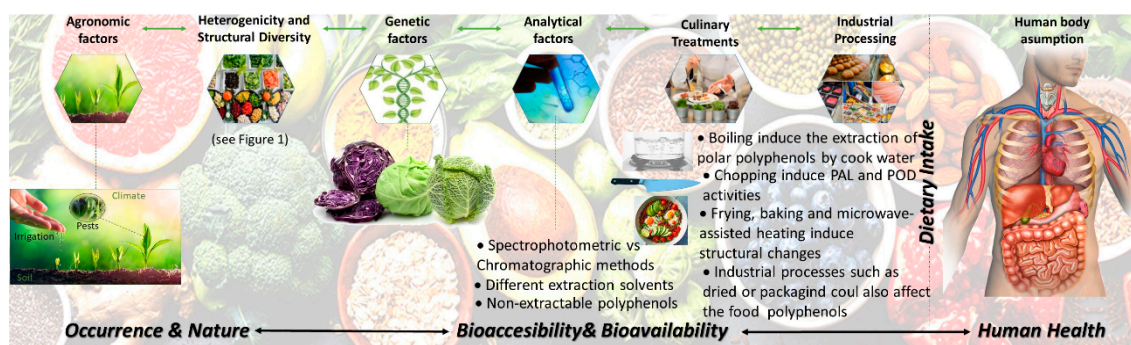 Agronomic
factors
Heterogenicity and
Structural Diversity
Genetic
factors
Analytical
factors
Culinary
Treatments
Industrial
Processing
Human body
asumption
(see Figure 1)
Climate
Pests
Irrigation
Soil
• Spectrophotometric vs
Chromatographic methods
• Different extraction solvents
• Non-extractable polyphenols
• Boiling induce the extraction of
polar polyphenols by cook water
• Chopping induce PAL and POD
activities
• Frying, baking and microwave-
assisted heating induce
structural changes
• Industrial processes such as
dried or packagind coul also affect
the food polyphenols
Dietary Intake
Occurrence & Nature
Bioaccesibility& Bioavailability
Human Health